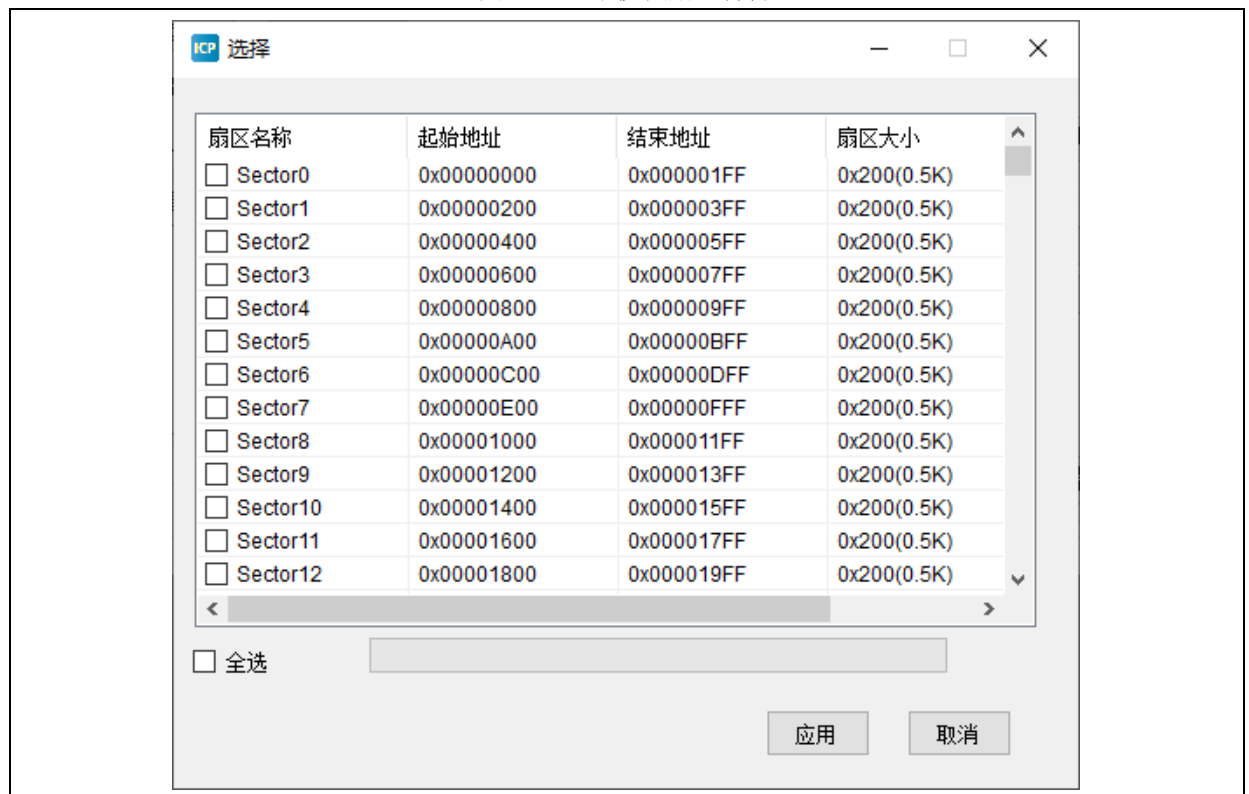 ICP 选择
扇区名称 起始地址 结束地址 扇区大小
Sector0 0x00000000 0x000001FF 0x200(0.5K)
Sector1 0x00000200 0x000003FF 0x200(0.5K)
Sector2 0x00000400 0x000005FF 0x200(0.5K)
Sector3 0x00000600 0x000007FF 0x200(0.5K)
Sector4 0x00000800 0x000009FF 0x200(0.5K)
Sector5 0x00000A00 0x00000BFF 0x200(0.5K)
Sector6 0x00000C00 0x00000DFF 0x200(0.5K)
Sector7 0x00000E00 0x00000FFF 0x200(0.5K)
Sector8 0x00001000 0x000011FF 0x200(0.5K)
Sector9 0x00001200 0x000013FF 0x200(0.5K)
Sector10 0x00001400 0x000015FF 0x200(0.5K)
Sector11 0x00001600 0x000017FF 0x200(0.5K)
Sector12 0x00001800 0x000019FF 0x200(0.5K)
全选
应用 取消